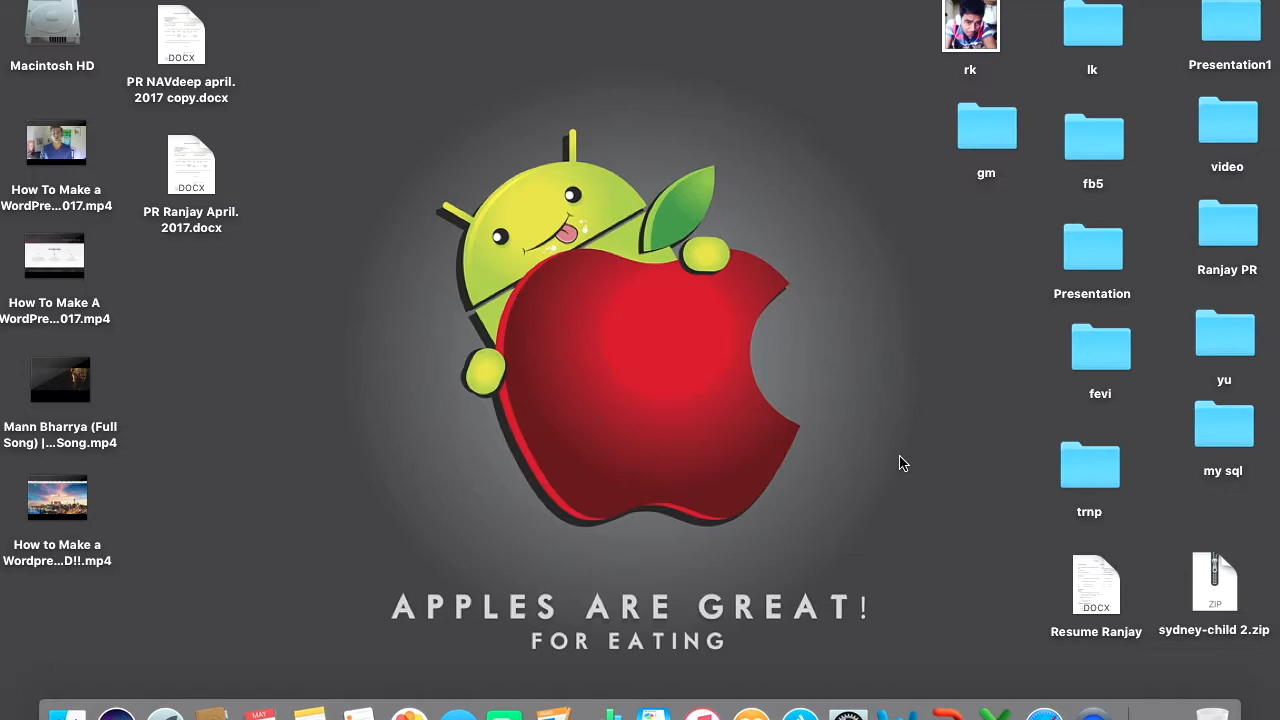 Macintosh HD
DOCX
PR NAVdeep april.
2017 copy.docx
How To Make a
WordPre...017.mp4
DOCX
PR Ranjay April.
2017.docx
How To Make A
WordPre...017.mp4
Mann Bharrya (Full
Song) |...Song.mp4
How to Make a
Wordpre...D!!.mp4
APPLES ARE GREAT!
FOR EATING
rk
lk
Presentation1
gm
fb5
video
Presentation
Ranjay PR
fevi
yu
trnp
my sql
DOCX
Resume Ranjay
ZIP
sydney-child 2.zip
MAY